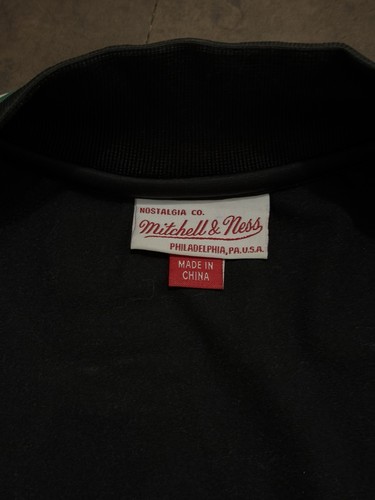 NOSTALGIA CO.
Mitchell & Ness
PHILADELPHIA, PA. U.S.A.
MADE IN
CHINA